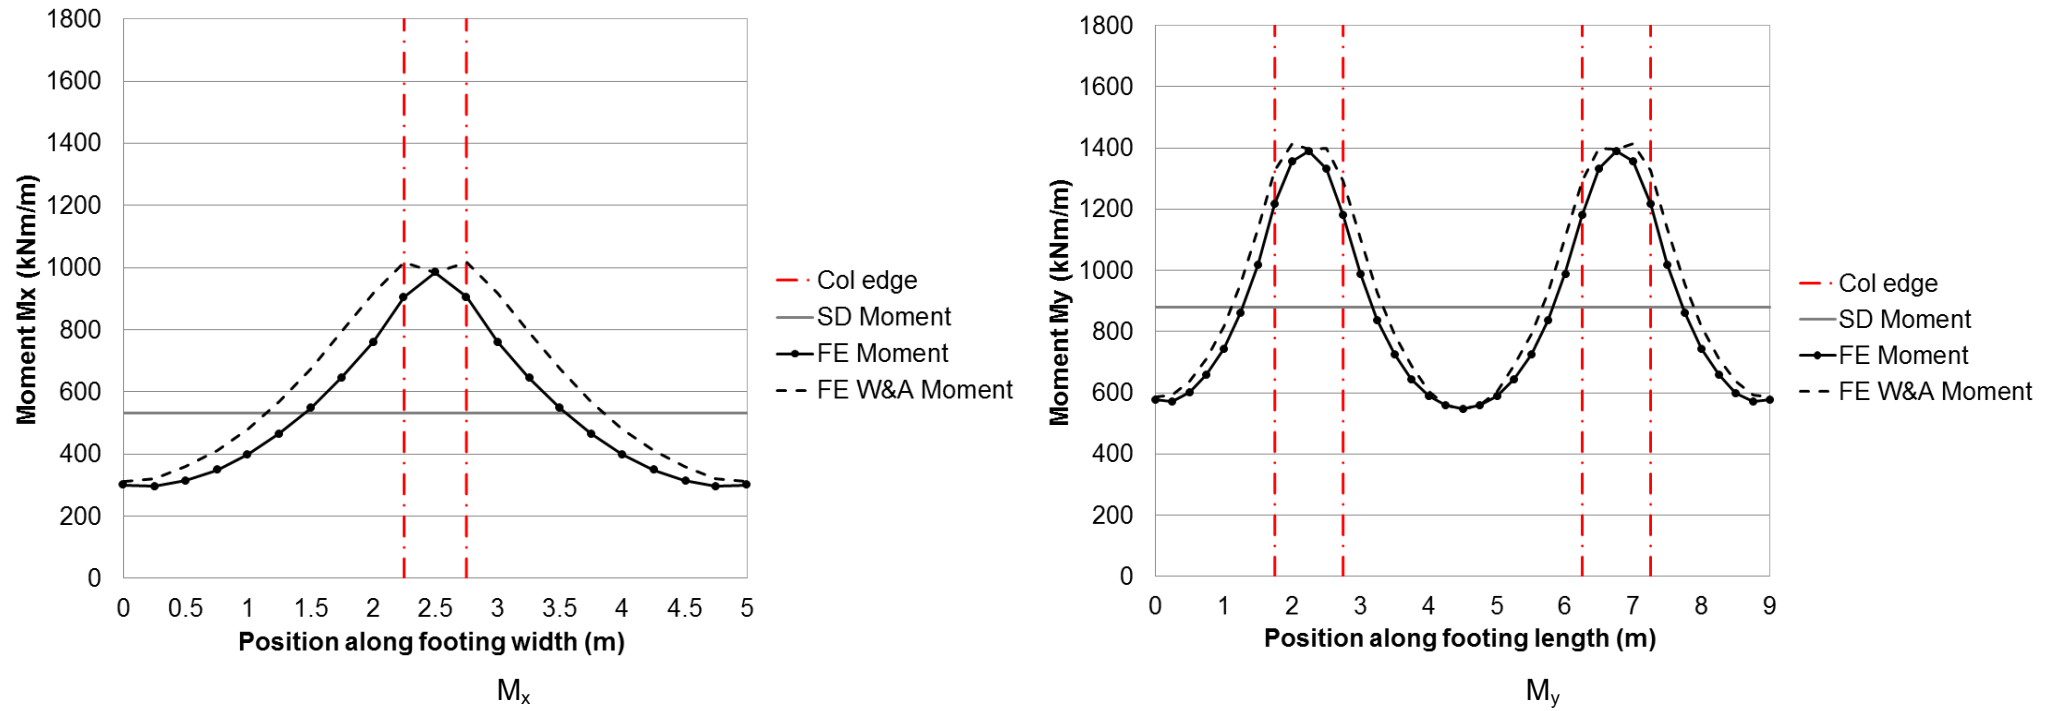 1800
1600
1400
1200
1000
800
600
400
200
0
Moment Mx (kNm/m)
0 0.5 1 1.5 2 2.5 3 3.5 4 4.5 5
Position along footing width (m)
Col edge
SD Moment
FE Moment
FE W&A Moment
Mx
1800
1600
1400
1200
1000
800
600
400
200
0
Moment My (kNm/m)
0 1 2 3 4 5 6 7 8 9
Position along footing length (m)
Col edge
SD Moment
FE Moment
FE W&A Moment
My